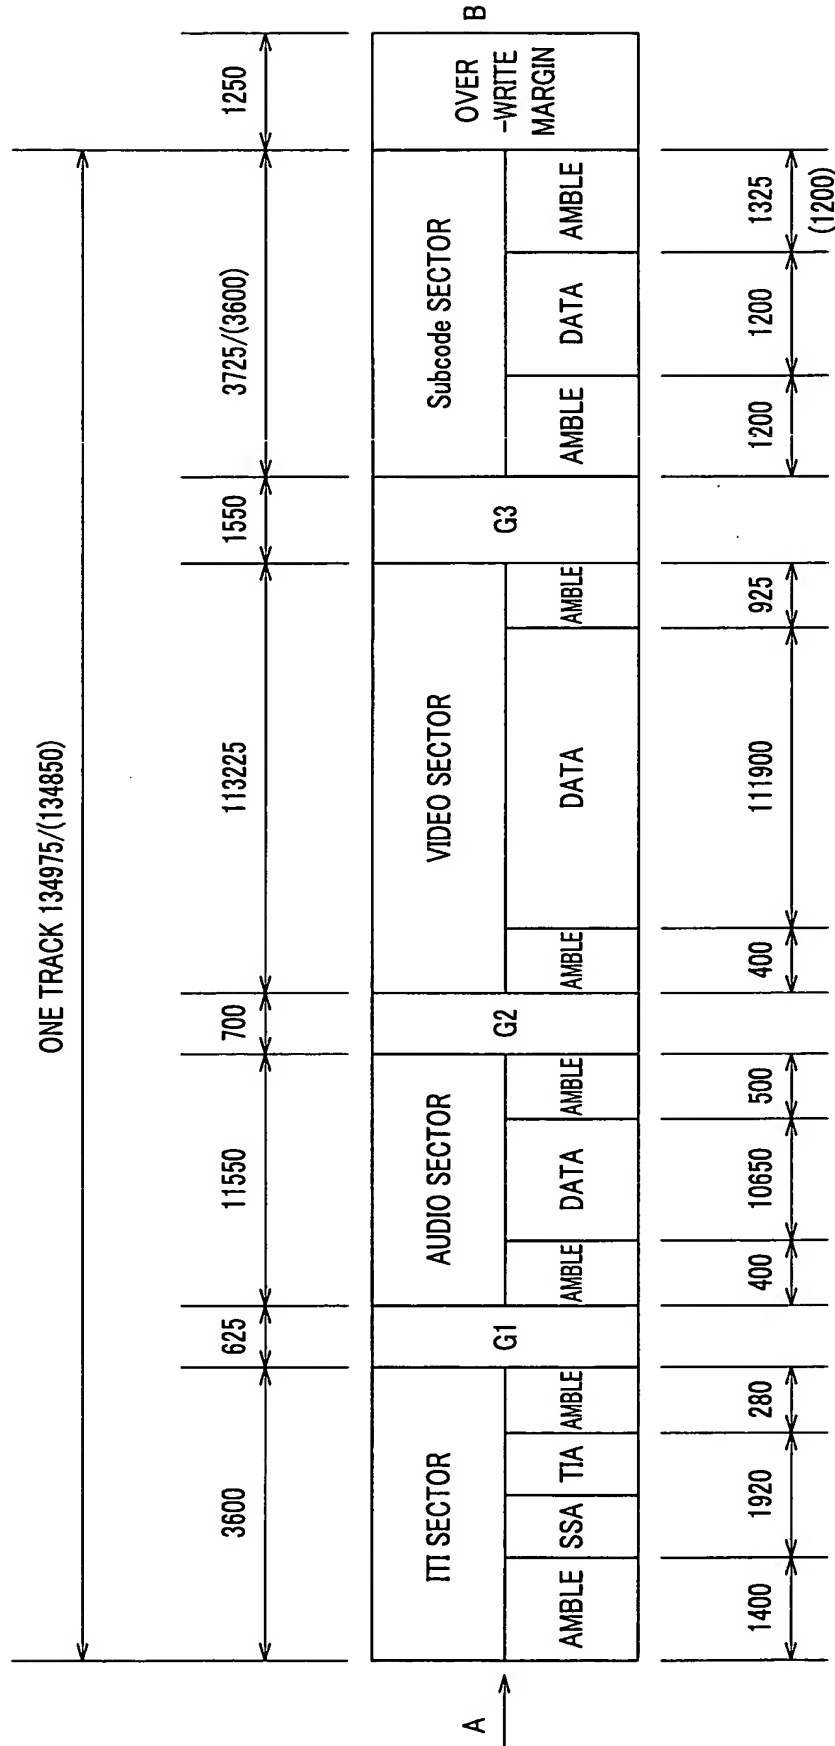 ONE TRACK 134975/(134850)
3600
625
11550
700
113225
1550
3725/(3600)
1250
A
ITI SECTOR
G1
AUDIO SECTOR
G2
VIDEO SECTOR
G3
Subcode SECTOR
OVER
-WRITE
MARGIN
B
AMBLE
SSA
TIA
AMBLE
AMBLE
DATA
AMBLE
AMBLE
DATA
AMBLE
AMBLE
DATA
AMBLE
1400
1920
280
400
10650
500
400
111900
925
1200
1200
1325
(1200)